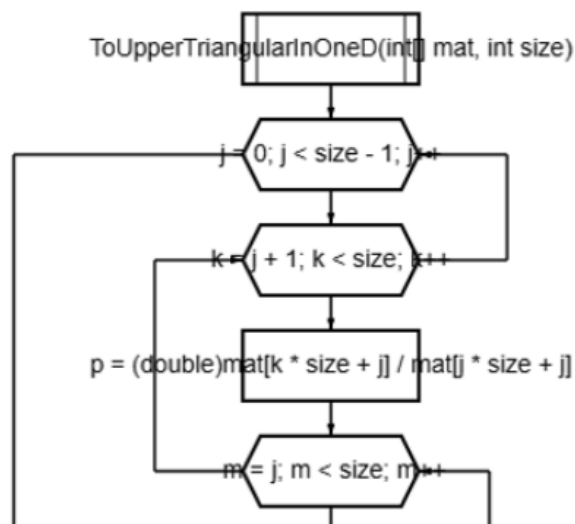 ToUpperTriangularInOneD(int[] mat, int size)
j = 0; j < size - 1; j++
k = j + 1; k < size; k++
p = (double)mat[k * size + j] / mat[j * size + j]
m = j; m < size; m++